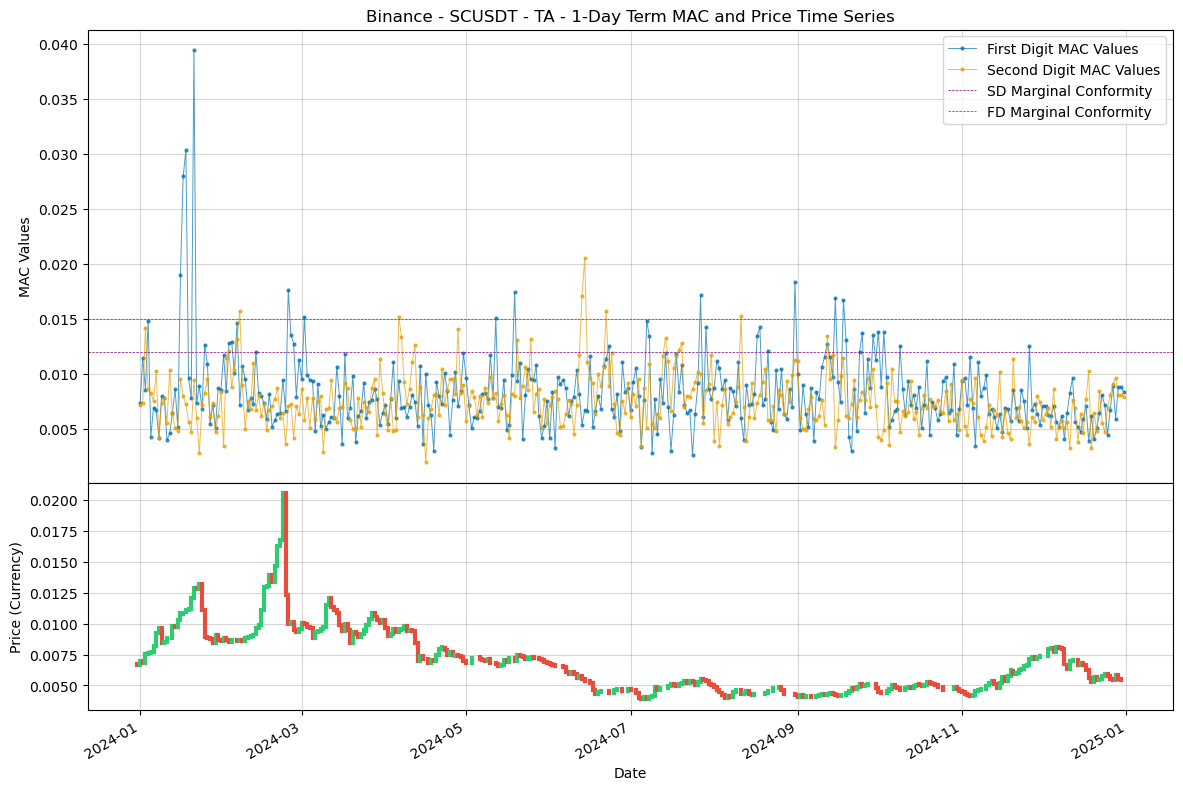 Binance - SCUSDT - TA - 1-Day Term MAC and Price Time Series
First Digit MAC Values
Second Digit MAC Values
SD Marginal Conformity
FD Marginal Conformity
MAC Values
0.040
0.035
0.030
0.025
0.020
0.015
0.010
0.005
Price (Currency)
0.0200
0.0175
0.0150
0.0125
0.0100
0.0075
0.0050
2024-01
2024-03
2024-05
2024-07
2024-09
2024-11
2025-01
Date